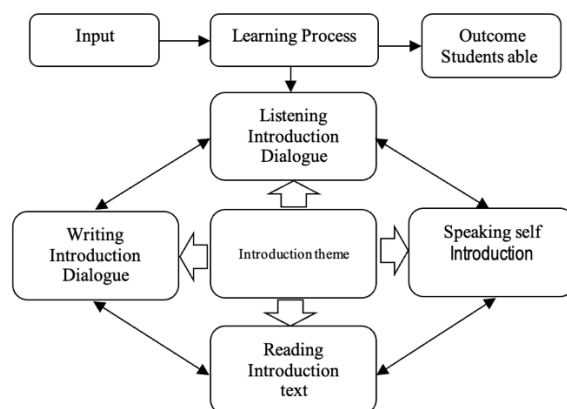 Input
Learning Process
Outcome
Students able
Listening
Introduction
Dialogue
Writing
Introduction
Dialogue
Introduction theme
Speaking self
Introduction
Reading
Introduction
text